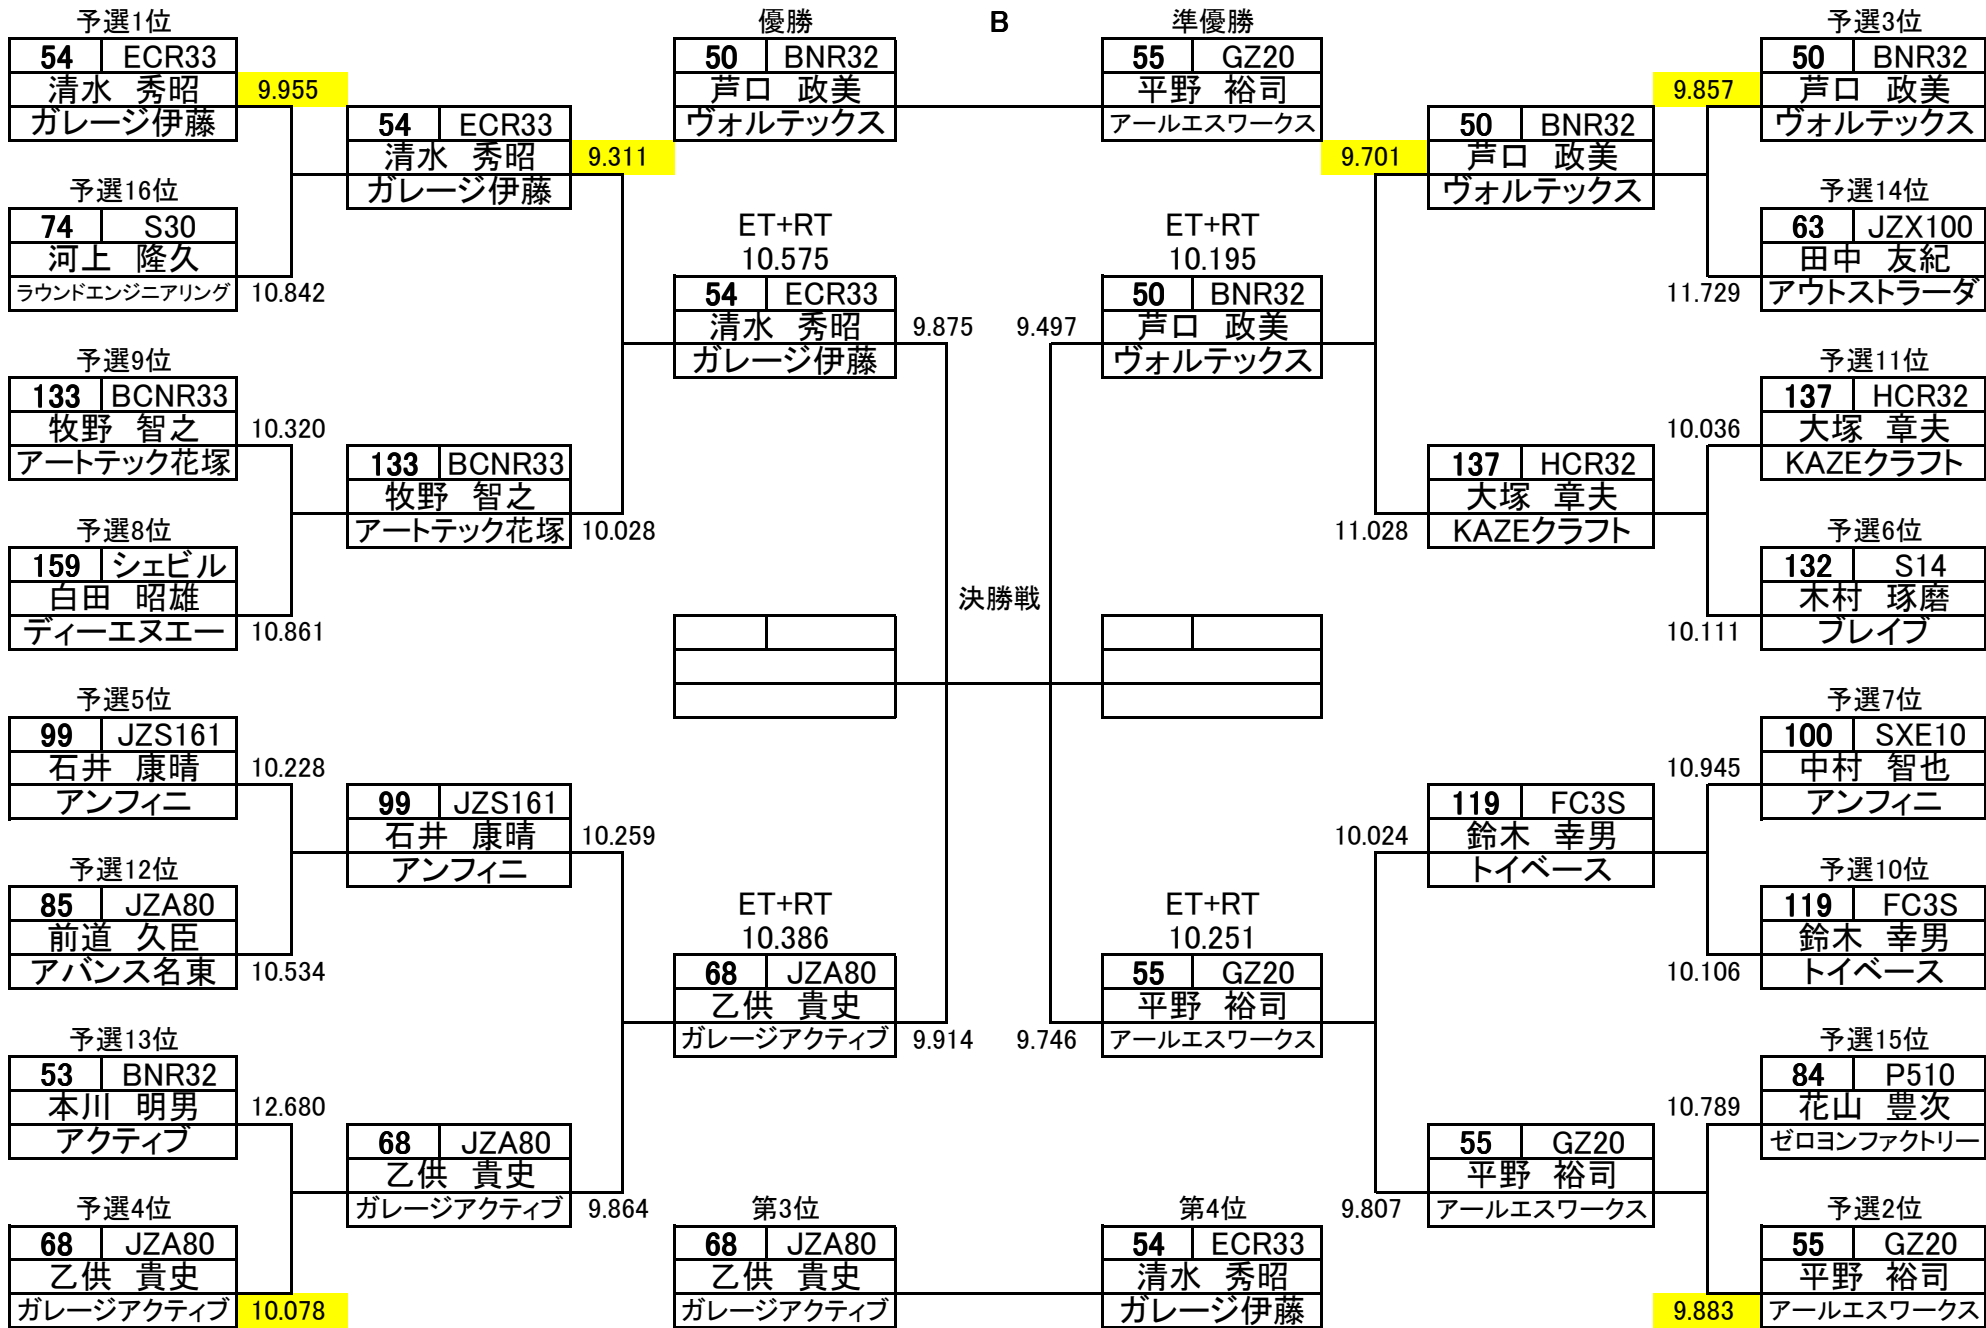 予選1位
54 ECR33
清水 秀昭 9.955
ガレージ伊藤
予選16位
74 S30
河上 隆久
ラウンドエンジニアリング 10.842
予選9位
133 BCNR33
牧野 智之 10.320
アートテック花塚
予選8位
159 シェビル
白田 昭雄
ディーエヌエー 10.861
予選5位
99 JZS161
石井 康晴 10.228
アンフィニ
予選12位
85 JZA80
前道 久臣
アバンス名東 10.534
予選13位
53 BNR32
本川 明男 12.680
アクティブ
予選4位
68 JZA80
乙供 貴史
ガレージアクティブ 10.078
54 ECR33
清水 秀昭 9.311
ガレージ伊藤
133 BCNR33
牧野 智之
アートテック花塚 10.028
99 JZS161
石井 康晴 10.259
アンフィニ
68 JZA80
乙供 貴史
ガレージアクティブ 9.864
優勝
50 BNR32
芦口 政美
ヴォルテックス
ET+RT
10.575
54 ECR33
清水 秀昭 9.875
ガレージ伊藤
ET+RT
10.386
68 JZA80
乙供 貴史
ガレージアクティブ 9.914
第3位
68 JZA80
乙供 貴史
ガレージアクティブ
B
決勝戦
準優勝
55 GZ20
平野 裕司
アールエスワークス
ET+RT
10.195
50 BNR32
9.497 芦口 政美
ヴォルテックス
ET+RT
10.251
55 GZ20
平野 裕司
9.746 アールエスワークス
第4位
54 ECR33
清水 秀昭
ガレージ伊藤
50 BNR32
9.701 芦口 政美
ヴォルテックス
137 HCR32
大塚 章夫
11.028 KAZEクラフト
119 FC3S
10.024 鈴木 幸男
トイベース
55 GZ20
平野 裕司
9.807 アールエスワークス
予選3位
50 BNR32
9.857 芦口 政美
ヴォルテックス
予選14位
63 JZX100
田中 友紀
11.729 アウトストラーダ
予選11位
137 HCR32
10.036 大塚 章夫
KAZEクラフト
予選6位
132 S14
木村 琢磨
10.111 ブレイブ
予選7位
100 SXE10
10.945 中村 智也
アンフィニ
予選10位
119 FC3S
鈴木 幸男
10.106 トイベース
予選15位
84 P510
10.789 花山 豊次
ゼロヨンファクトリー
予選2位
55 GZ20
平野 裕司
9.883 アールエスワークス